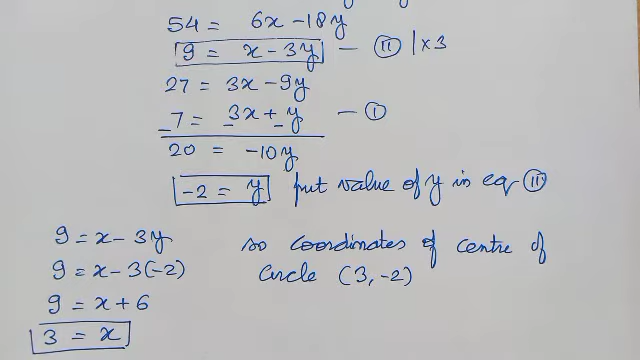 54 = 6x - 18y
9 = x - 3y — II | x3
27 = 3x - 9y
7 = 3x + y — I
- - -
20 = -10y
-2 = y put value of y in eq II
9 = x - 3y
9 = x - 3(-2)
9 = x + 6
3 = x
so coordinates of centre of
circle (3, -2)